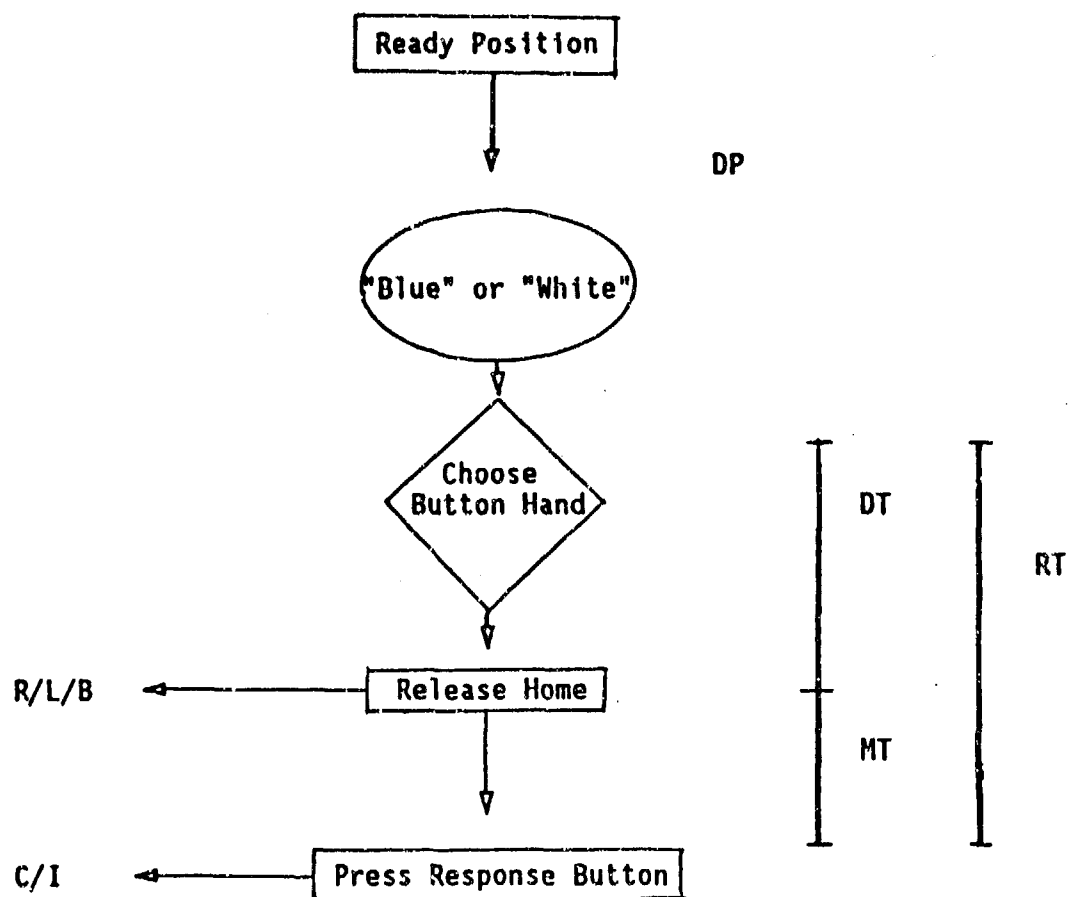 Ready Position
DP
"Blue" or "White"
Choose
Button Hand
DT
RT
R/L/B
Release Home
MT
C/I
Press Response Button